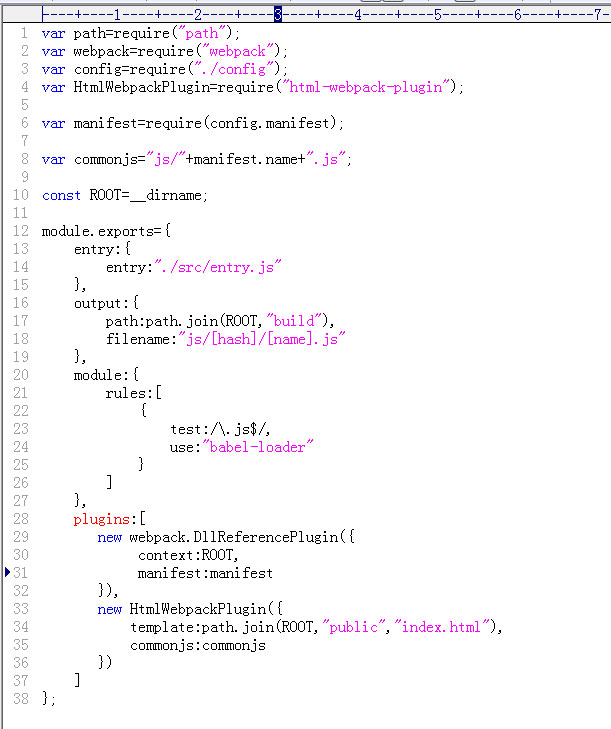 ----+----1----+----2----+----3----+----4----+----5----+----6----+----7-
1 var path=require("path");
2 var webpack=require("webpack");
3 var config=require("./config");
4 var HtmlWebpackPlugin=require("html-webpack-plugin");
5
6 var manifest=require(config.manifest);
7
8 var commonjs="js/"+manifest.name+".js";
9
10 const ROOT=__dirname;
11
12 module.exports={
13     entry:{
14         entry:"./src/entry.js"
15     },
16     output:{
17         path:path.join(ROOT,"build"),
18         filename:"js/[hash]/[name].js"
19     },
20     module:{
21         rules:[
22             {
23                 test:/\.js$/,
24                 use:"babel-loader"
25             }
26         ]
27     },
28     plugins:[
29        new webpack.DllReferencePlugin({
30             context:ROOT,
31             manifest:manifest
32        }),
33        new HtmlWebpackPlugin({
34            template:path.join(ROOT,"public","index.html"),
35            commonjs:commonjs
36        })
37     ]
38 };